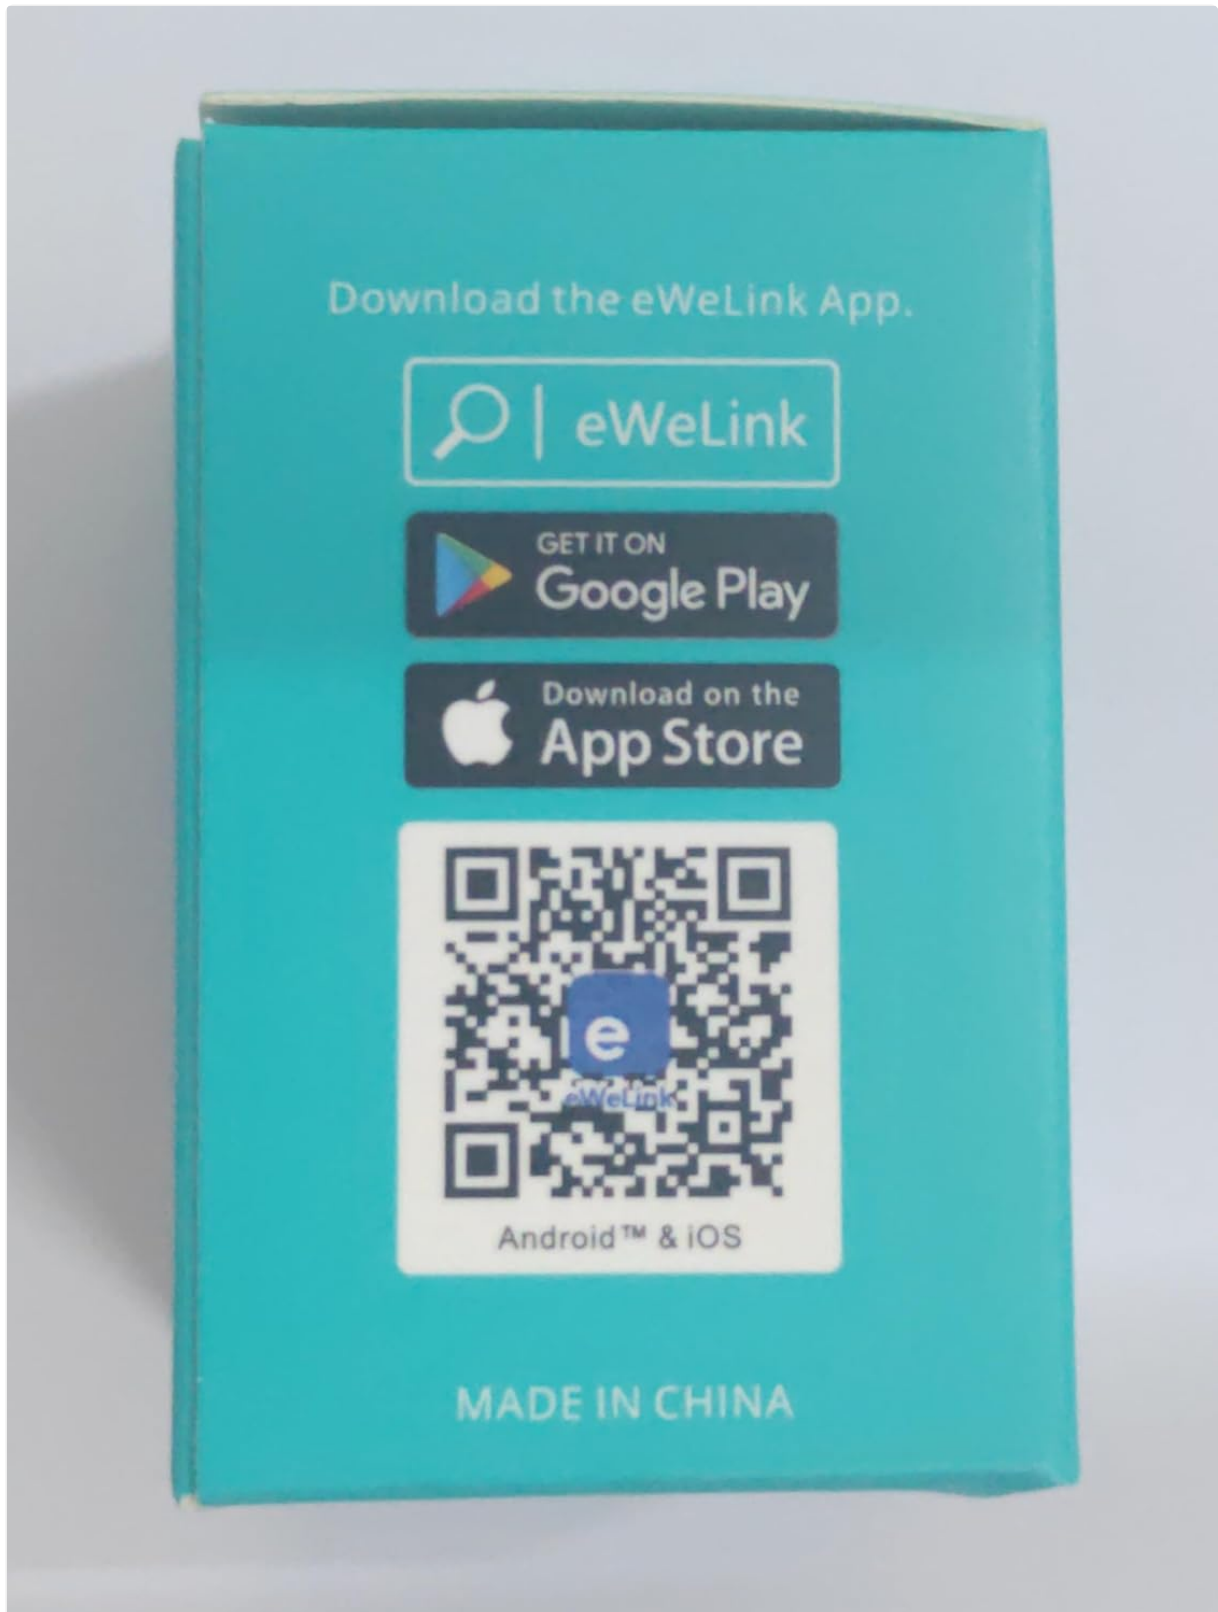 Download the eWeLink App.
eWeLink
GET IT ON
Google Play
Download on the
App Store
e
eWeLink
Android™ & iOS
MADE IN CHINA